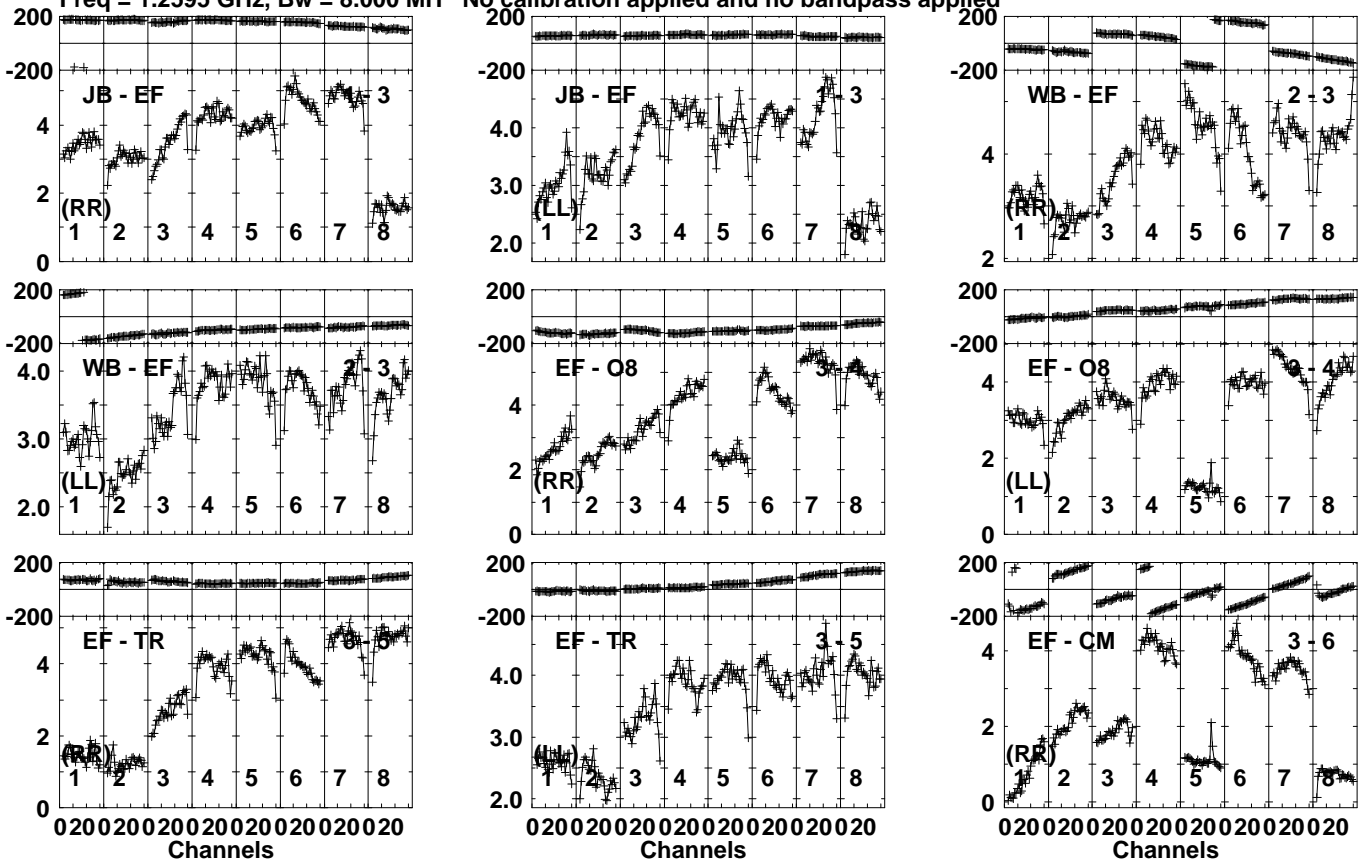 Freq = 1.2595 GHz, Bw = 8.000 MH No calibration applied and no bandpass applied
200 200 200
-200 -200 -200
JB - EF 1 - 3 JB - EF 1 - 3 WB - EF 2 - 3
4 4.0 4
2 3.0
(RR) (LL) (RR)
1 2 3 4 5 6 7 8 1 2 3 4 5 6 7 8 1 2 3 4 5 6 7 8
0 2.0 2
200 200 200
-200 -200 -200
WB - EF 2 - 3 EF - O8 3 - 4 EF - O8 3 - 4
4.0 4 4
3.0 2 2
(LL) (RR) (LL)
1 2 3 4 5 6 7 8 1 2 3 4 5 6 7 8 1 2 3 4 5 6 7 8
2.0 0 0
200 200 200
-200 -200 -200
EF - TR 3 - 5 EF - TR 3 - 5 EF - CM 3 - 6
4 4.0 4
2 3.0 2
(RR) (LL) (RR)
1 2 3 4 5 6 7 8 1 2 3 4 5 6 7 8 1 2 3 4 5 6 7 8
0 2.0 0
0 20 0 20 0 20 0 20 0 20 0 20 0 20 0 20 0 20 0 20 0 20 0 20 0 20 0 20 0 20 0 20 0 20 0 20 0 20 0 20 0 20 0 20 0 20 0 20
Channels Channels Channels